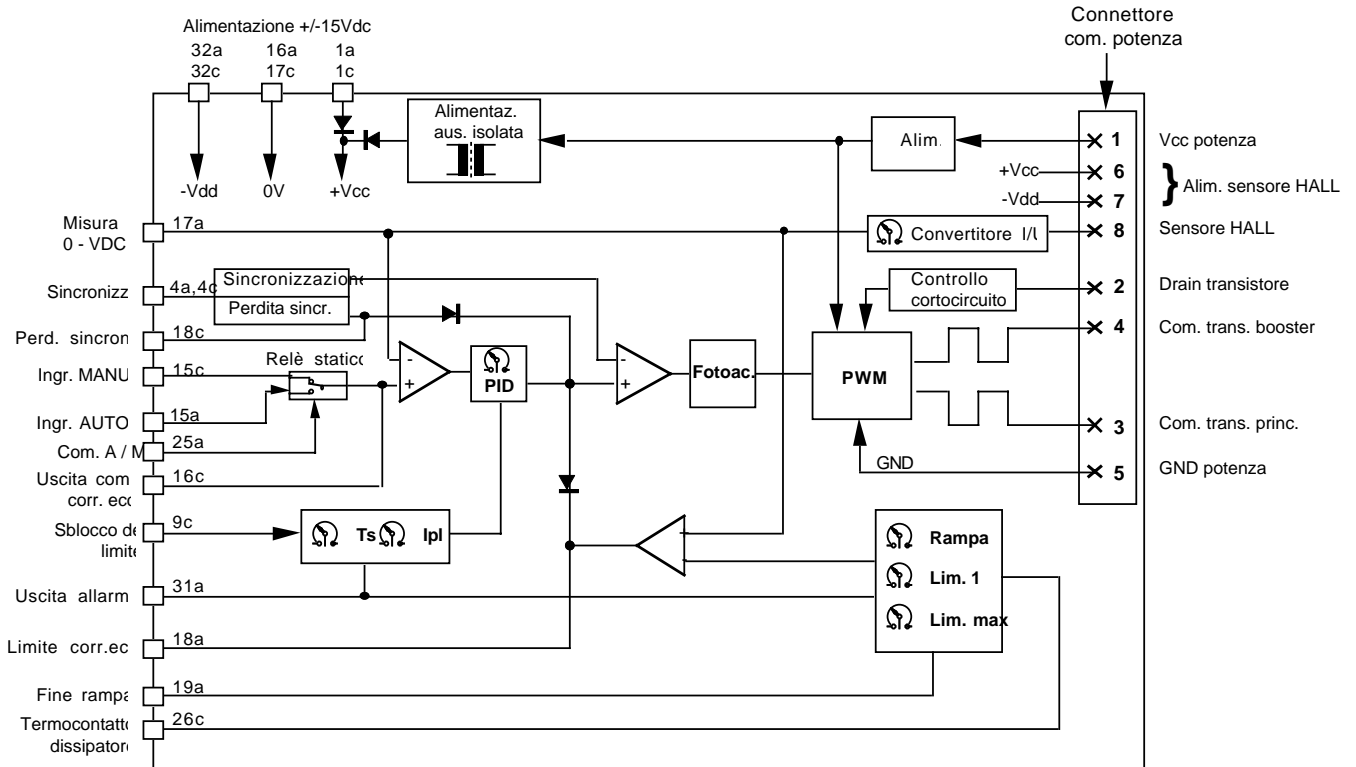 Connettore
com. potenza
Alimentazione +/-15Vdc
32a 16a 1a
32c 17c 1c
Alimentaz.
aus. isolata
Alim.
1 Vcc potenza
+Vcc 6
-Vdd 7
} Alim. sensore HALL
-Vdd 0V +Vcc
Misura
0 - VDC
17a
Convertitore I/
8 Sensore HALL
Sincronizz
4a,4c
Sincronizzazione
Perdita sincr.
Controllo
cortocircuito
2 Drain transistore
Perd. sincron
18c
4 Com. trans. booster
Relè statico
Ingr. MANU
15c
-
+
PID
-
+
Fotoac.
PWM
Ingr. AUTO
15a
3 Com. trans. princ.
Com. A / M
25a
GND
5 GND potenza
Uscita com
corr. ecc
16c
Sblocco de
limite
9c
Ts Ipl
Rampa
Lim. 1
Lim. max
Uscita allarm
31a
Limite corr.ec
18a
Fine rampa
19a
Termocontatto
dissipatore
26c